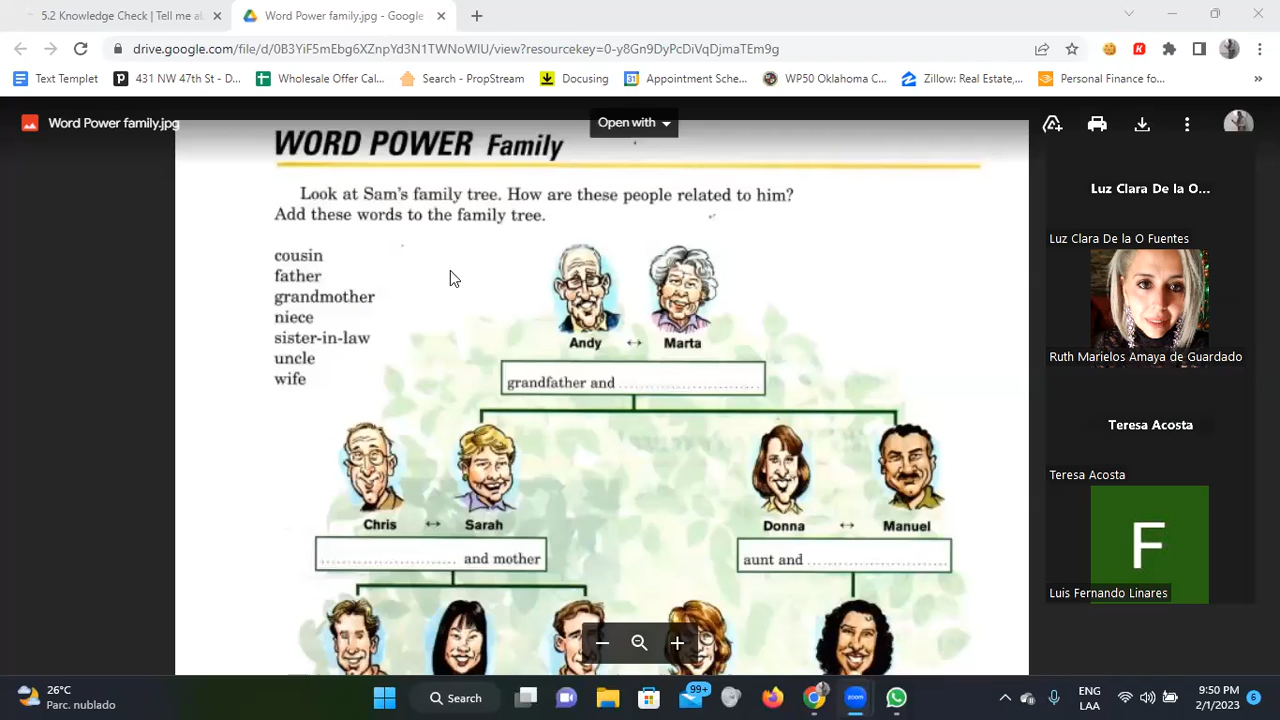 5.2 Knowledge Check | Tell me a
Word Power family.jpg - Google
drive.google.com/file/d/0B3YiF5mEbg6XZnpYd3N1TWNoWlU/view?resourcekey=0-y8Gn9DyPcDiVqDjmaTEm9g
Text Templet
431 NW 47th St - D...
Wholesale Offer Cal...
Search - PropStream
Docusing
Appointment Sche...
WP50 Oklahoma C...
Zillow: Real Estate,...
Personal Finance fo...
»
Word Power family.jpg
Open with
WORD POWER Family
Look at Sam's family tree. How are these people related to him?
Add these words to the family tree.
cousin
father
grandmother
niece
sister-in-law
uncle
wife
Andy ↔ Marta
grandfather and ..............................
Chris ↔ Sarah
Donna ↔ Manuel
.............................. and mother
aunt and ..............................
Luz Clara De la O...
Luz Clara De la O Fuentes
Ruth Marielos Amaya de Guardado
Teresa Acosta
Teresa Acosta
F
Luis Fernando Linares
26°C
Parc. nublado
Search
99+
zoom
ENG
LAA
9:50 PM
2/1/2023
6